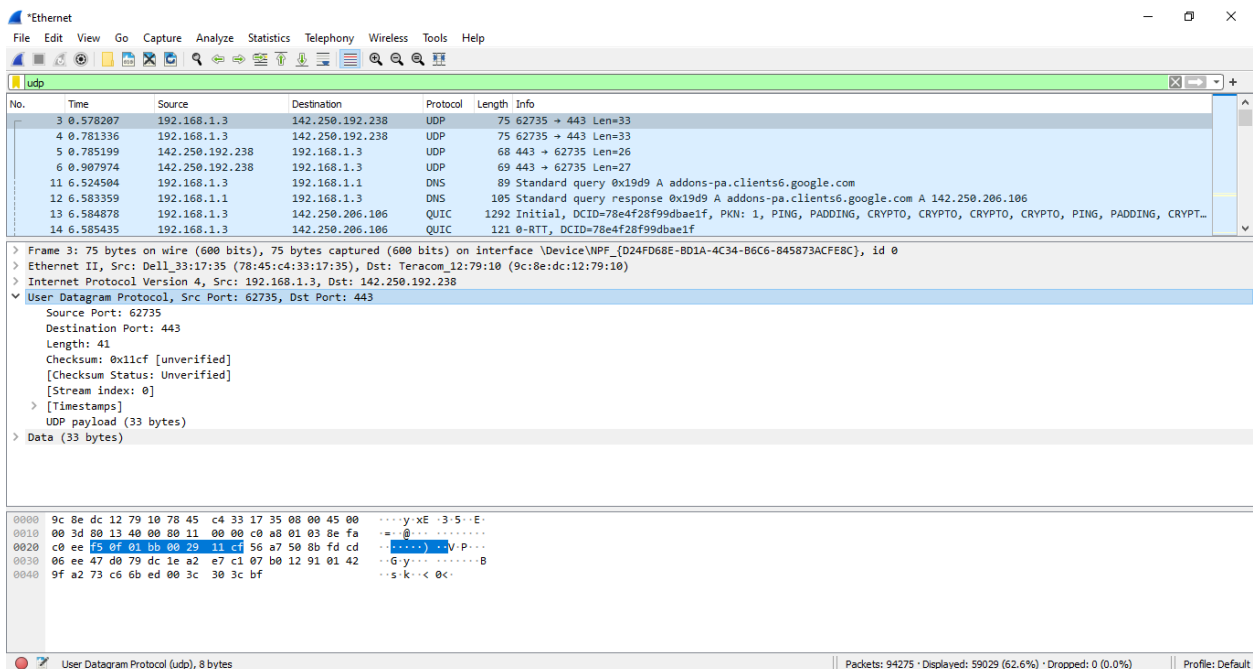 *Ethernet
File Edit View Go Capture Analyze Statistics Telephony Wireless Tools Help
udp
No. Time Source Destination Protocol Length Info
3 0.578207 192.168.1.3 142.250.192.238 UDP 75 62735 → 443 Len=33
4 0.781336 192.168.1.3 142.250.192.238 UDP 75 62735 → 443 Len=33
5 0.785199 142.250.192.238 192.168.1.3 UDP 68 443 → 62735 Len=26
6 0.907974 142.250.192.238 192.168.1.3 UDP 69 443 → 62735 Len=27
11 6.524504 192.168.1.3 192.168.1.1 DNS 89 Standard query 0x19d9 A addons-pa.clients6.google.com
12 6.583359 192.168.1.1 192.168.1.3 DNS 105 Standard query response 0x19d9 A addons-pa.clients6.google.com A 142.250.206.106
13 6.584878 192.168.1.3 142.250.206.106 QUIC 1292 Initial, DCID=78e4f28f99dbae1f, PKN: 1, PING, PADDING, CRYPTO, CRYPTO, CRYPTO, CRYPTO, PING, PADDING, CRYPT…
14 6.585435 192.168.1.3 142.250.206.106 QUIC 121 0-RTT, DCID=78e4f28f99dbae1f
> Frame 3: 75 bytes on wire (600 bits), 75 bytes captured (600 bits) on interface \Device\NPF_{D24FD68E-BD1A-4C34-B6C6-845873ACFE8C}, id 0
> Ethernet II, Src: Dell_33:17:35 (78:45:c4:33:17:35), Dst: Teracom_12:79:10 (9c:8e:dc:12:79:10)
> Internet Protocol Version 4, Src: 192.168.1.3, Dst: 142.250.192.238
User Datagram Protocol, Src Port: 62735, Dst Port: 443
Source Port: 62735
Destination Port: 443
Length: 41
Checksum: 0x11cf [unverified]
[Checksum Status: Unverified]
[Stream index: 0]
> [Timestamps]
UDP payload (33 bytes)
> Data (33 bytes)
0000 9c 8e dc 12 79 10 78 45 c4 33 17 35 08 00 45 00 ····y·xE ·3·5··E·
0010 00 3d 80 13 40 00 80 11 00 00 c0 a8 01 03 8e fa ·=··@··· ········
0020 c0 ee f5 0f 01 bb 00 29 11 cf 56 a7 50 8b fd cd ·······) ··V·P···
0030 06 ee 47 d0 79 dc 1e a2 e7 c1 07 b0 12 91 01 42 ··G·y··· ·······B
0040 9f a2 73 c6 6b ed 00 3c 30 3c bf ··s·k··< 0<·
User Datagram Protocol (udp), 8 bytes Packets: 94275 · Displayed: 59029 (62.6%) · Dropped: 0 (0.0%) Profile: Default